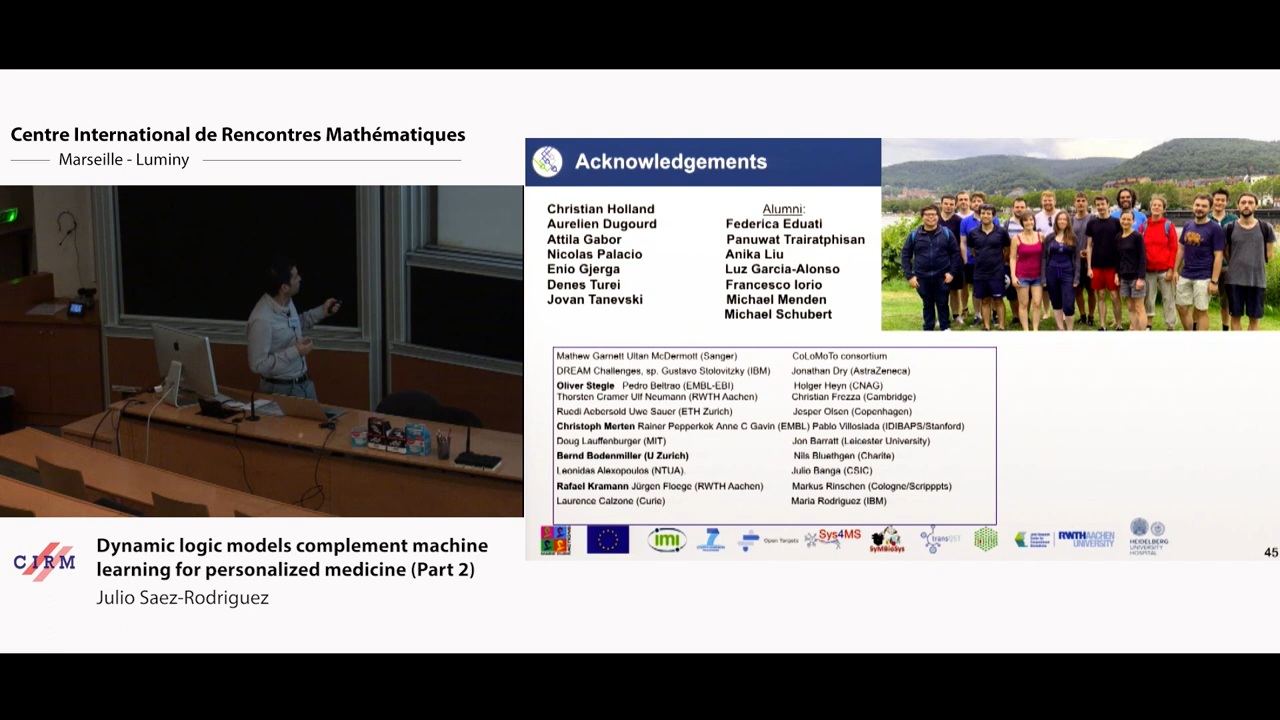 Centre International de Rencontres Mathématiques
Marseille - Luminy
Acknowledgements
Christian Holland
Aurelien Dugourd
Attila Gabor
Nicolas Palacio
Enio Gjerga
Denes Turei
Jovan Tanevski
Alumni:
Federica Eduati
Panuwat Trairatphisan
Anika Liu
Luz Garcia-Alonso
Francesco Iorio
Michael Menden
Michael Schubert
Mathew Garnett Ultan McDermott (Sanger)
DREAM Challenges, sp. Gustavo Stolovitzky (IBM)
Oliver Stegle Pedro Beltrao (EMBL-EBI)
Thorsten Cramer Ulf Neumann (RWTH Aachen)
Ruedi Aebersold Uwe Sauer (ETH Zurich)
Christoph Merten Rainer Pepperkok Anne C Gavin (EMBL) Pablo Villoslada (IDIBAPS/Stanford)
Doug Lauffenburger (MIT)
Bernd Bodenmiller (U Zurich)
Leonidas Alexopoulos (NTUA).
Rafael Kramann Jürgen Floege (RWTH Aachen)
Laurence Calzone (Curie)
CoLoMoTo consortium
Jonathan Dry (AstraZeneca)
Holger Heyn (CNAG)
Christian Frezza (Cambridge)
Jesper Olsen (Copenhagen)
Jon Barratt (Leicester University)
Nils Bluethgen (Charite)
Julio Banga (CSIC)
Markus Rinschen (Cologne/Scripppts)
Maria Rodriguez (IBM)
imi
Open Targets
Sys4MS
SyMBioSys
transQST
RWTHAACHEN
UNIVERSITY
HEIDELBERG
UNIVERSITY
HOSPITAL
45
CIRM
Dynamic logic models complement machine
learning for personalized medicine (Part 2)
Julio Saez-Rodriguez